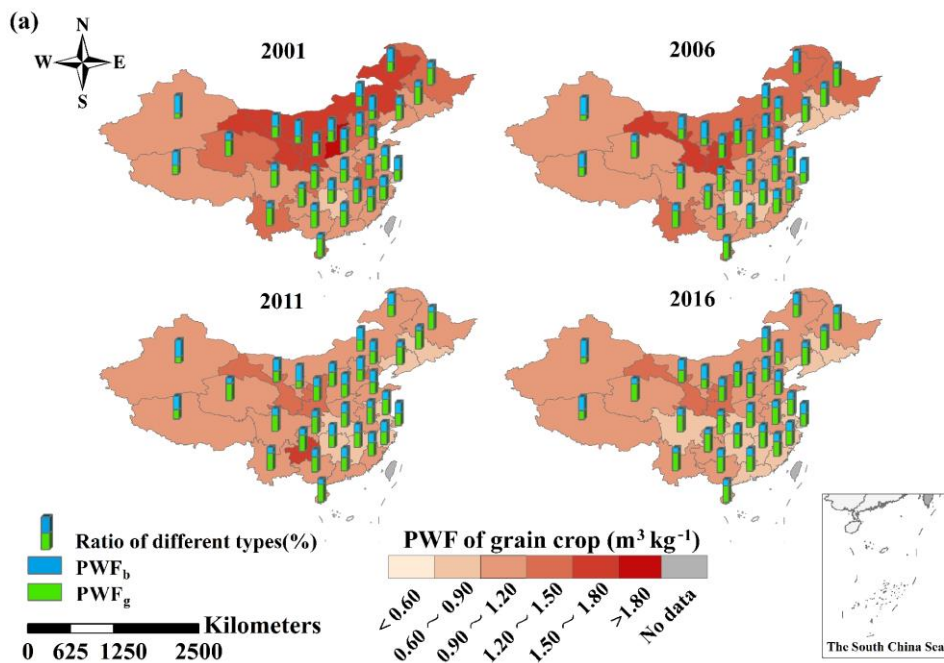 (a)
N
W E
S
2001
2006
2011
2016
Ratio of different types(%)
PWF_b
PWF_g
Kilometers
0 625 1250 2500
PWF of grain crop (m³ kg⁻¹)
< 0.60
0.60～0.90
0.90～1.20
1.20～1.50
1.50～1.80
>1.80
No data
The South China Sea